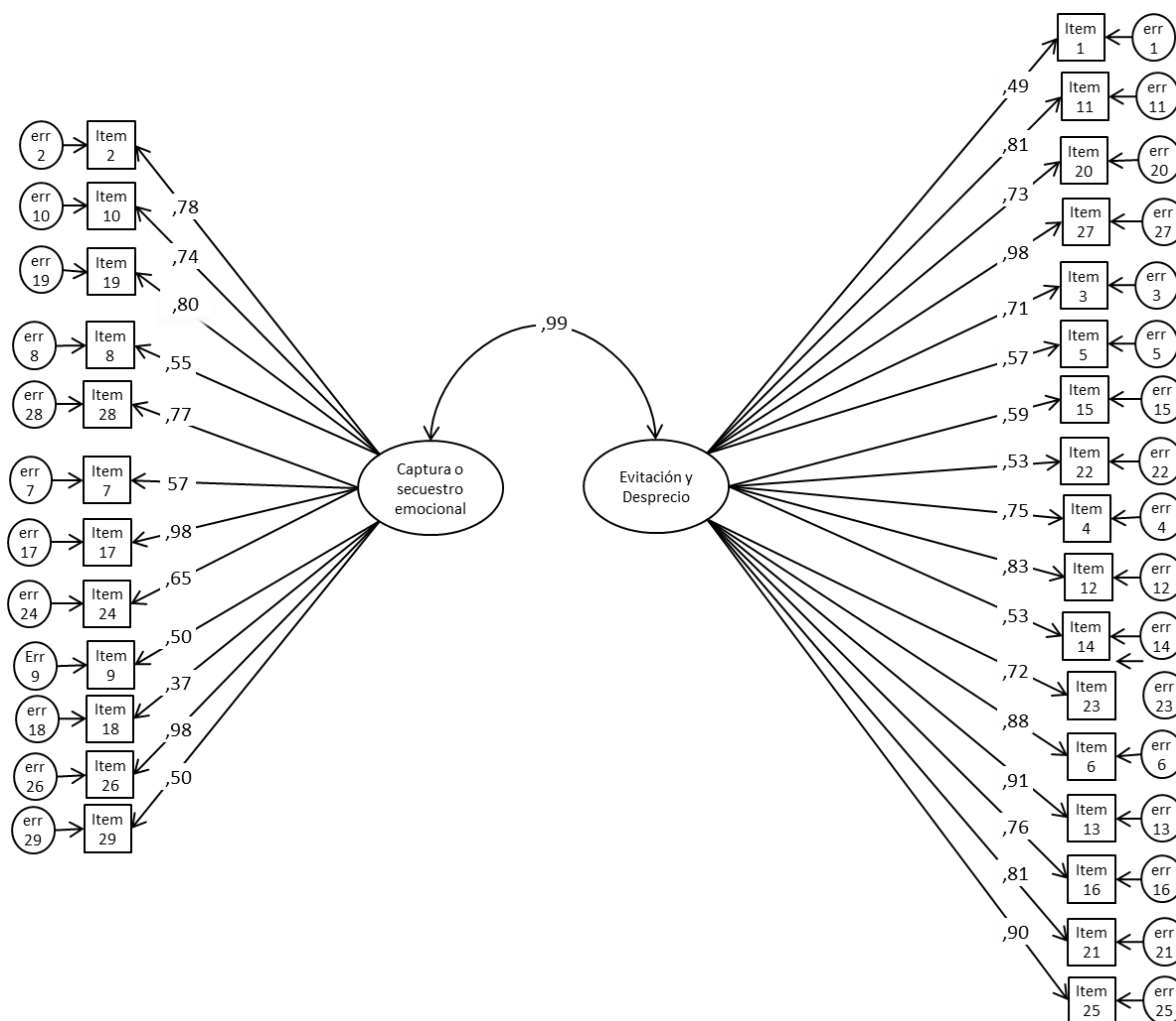 err
2
Item
2
,78
err
10
Item
10
,74
err
19
Item
19
,80
err
8
Item
8
,55
err
28
Item
28
,77
err
7
Item
7
57
err
17
Item
17
,98
err
24
Item
24
,65
Err
9
Item
9
,50
err
18
Item
18
,37
err
26
Item
26
,98
err
29
Item
29
,50
Captura o
secuestro
emocional
,99
Evitación y
Desprecio
,49
Item
1
err
1
,81
Item
11
err
11
,73
Item
20
err
20
,98
Item
27
err
27
,71
Item
3
err
3
,57
Item
5
err
5
,59
Item
15
err
15
,53
Item
22
err
22
,75
Item
4
err
4
,83
Item
12
err
12
,53
Item
14
err
14
,72
Item
23
err
23
,88
Item
6
err
6
,91
Item
13
err
13
,76
Item
16
err
16
,81
Item
21
err
21
,90
Item
25
err
25